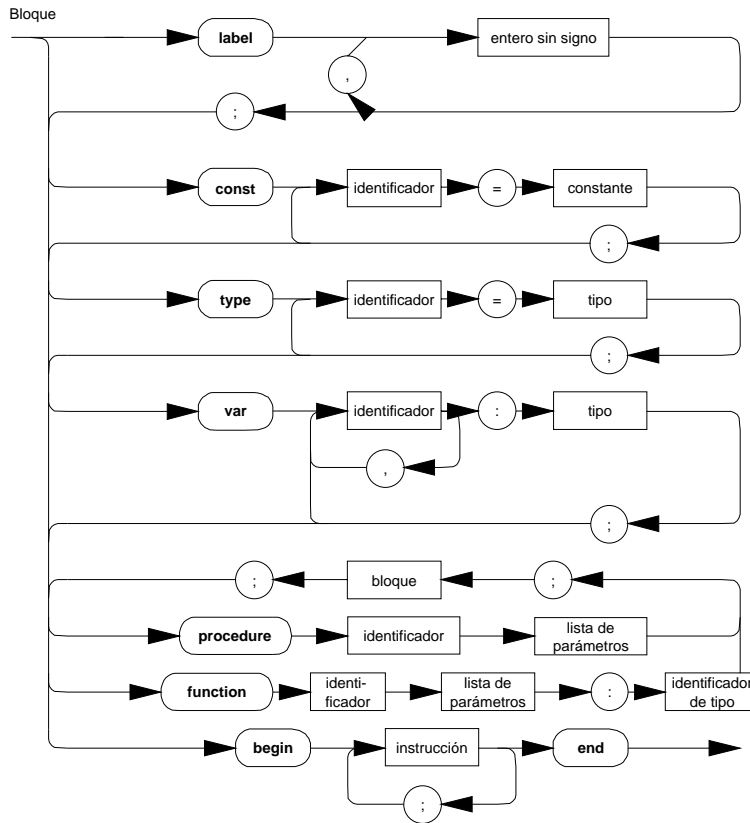 Bloque
label
entero sin signo
,
;
const
identificador
=
constante
;
type
identificador
=
tipo
;
var
identificador
:
tipo
,
;
;
bloque
;
procedure
identificador
lista de
parámetros
function
identi-
ficador
lista de
parámetros
:
identificador
de tipo
begin
instrucción
end
;